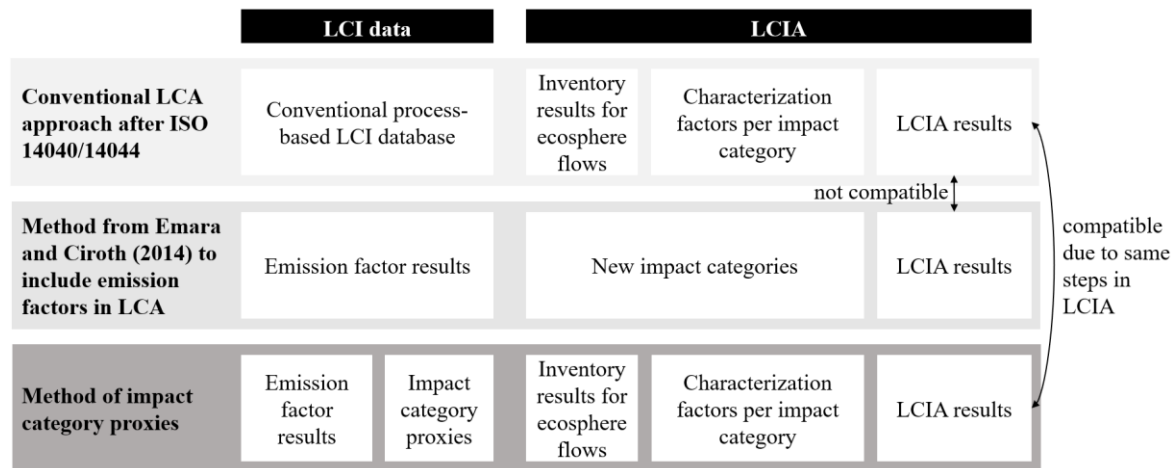 LCI data
LCIA
Conventional LCA
approach after ISO
14040/14044
Conventional process-
based LCI database
Inventory
results for
ecosphere
flows
Characterization
factors per impact
category
LCIA results
not compatible
Method from Emara
and Ciroth (2014) to
include emission
factors in LCA
Emission factor results
New impact categories
LCIA results
compatible
due to same
steps in
LCIA
Method of impact
category proxies
Emission
factor
results
Impact
category
proxies
Inventory
results for
ecosphere
flows
Characterization
factors per impact
category
LCIA results